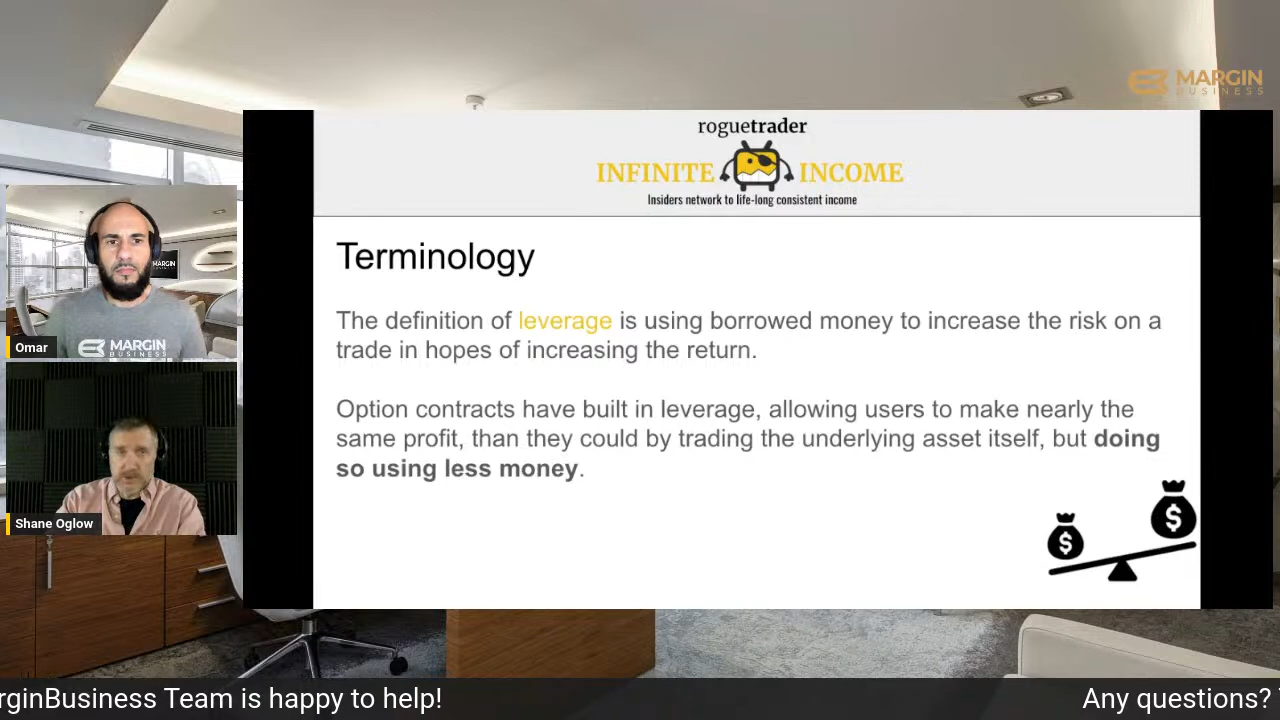 MARGIN
BUSINESS
roguetrader
INFINITE INCOME
Insiders network to life-long consistent income
Terminology
The definition of leverage is using borrowed money to increase the risk on a
trade in hopes of increasing the return.
Option contracts have built in leverage, allowing users to make nearly the
same profit, than they could by trading the underlying asset itself, but doing
so using less money.
$
$
MARGIN
MARGIN
BUSINESS
Omar
Shane Oglow
rginBusiness Team is happy to help!
Any questions?